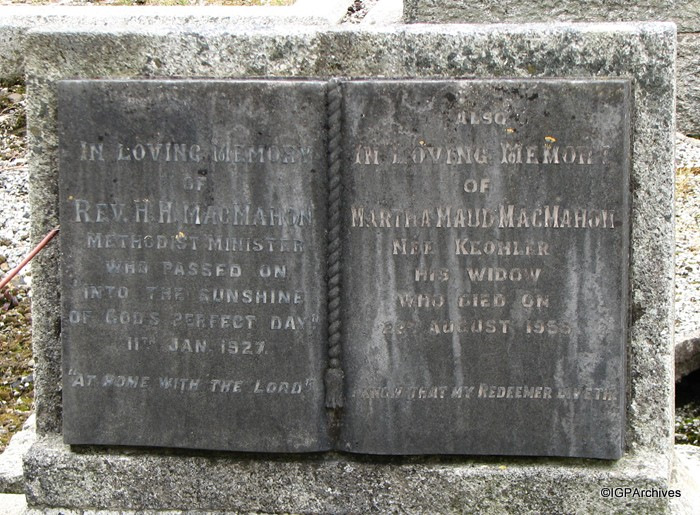 IN LOVING MEMORY
OF
REV. H. H. MACMAHON
METHODIST MINISTER
WHO PASSED ON
"INTO THE SUNSHINE
OF GOD'S PERFECT DAY"
11TH JAN. 1927.
"AT HOME WITH THE LORD"
ALSO
IN LOVING MEMORY
OF
MARTHA MAUD MACMAHON
NEE KEOHLER
HIS WIDOW
WHO DIED ON
AUGUST
I KNOW THAT MY REDEEMER LIVETH.
©IGPArchives